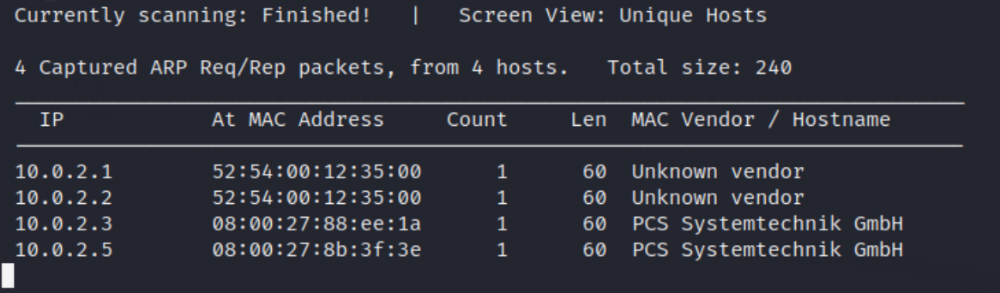 Currently scanning: Finished!   |   Screen View: Unique Hosts
4 Captured ARP Req/Rep packets, from 4 hosts.   Total size: 240
IP            At MAC Address     Count     Len  MAC Vendor / Hostname
10.0.2.1        52:54:00:12:35:00      1      60  Unknown vendor
10.0.2.2        52:54:00:12:35:00      1      60  Unknown vendor
10.0.2.3        08:00:27:88:ee:1a      1      60  PCS Systemtechnik GmbH
10.0.2.5        08:00:27:8b:3f:3e      1      60  PCS Systemtechnik GmbH